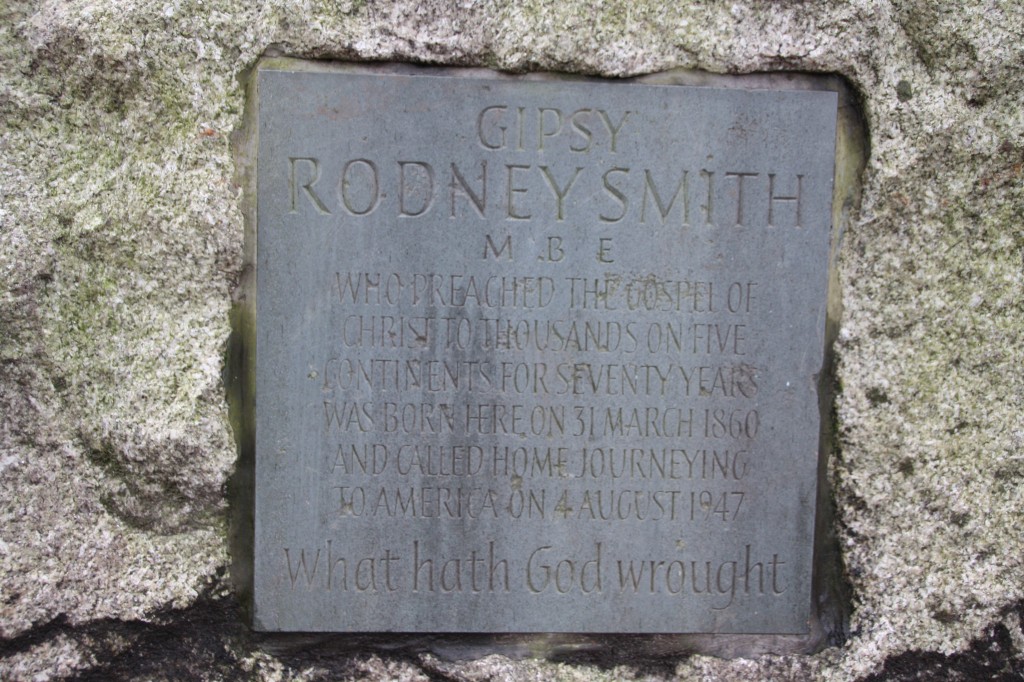 GIPSY
RODNEY SMITH
M B E
WHO PREACHED THE GOSPEL OF
CHRIST TO THOUSANDS ON FIVE
CONTINENTS FOR SEVENTY YEARS
WAS BORN HERE ON 31 MARCH 1860
AND CALLED HOME JOURNEYING
TO AMERICA ON 4 AUGUST 1947
What hath God wrought